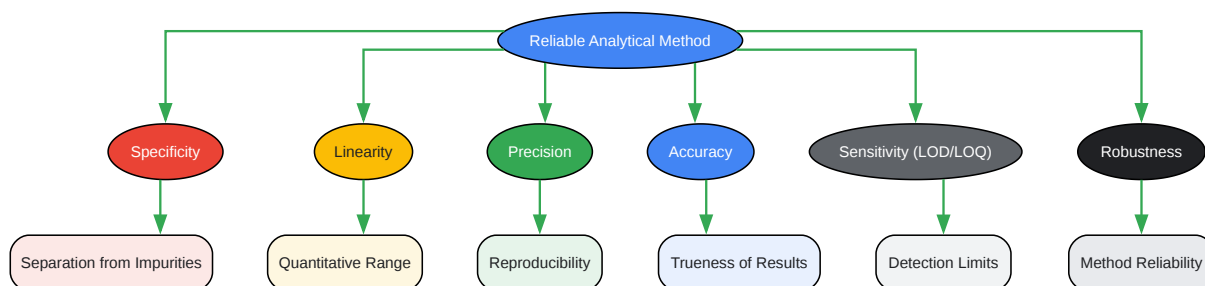 Reliable Analytical Method
Specificity
Linearity
Precision
Accuracy
Sensitivity (LOD/LOQ)
Robustness
Separation from Impurities
Quantitative Range
Reproducibility
Trueness of Results
Detection Limits
Method Reliability